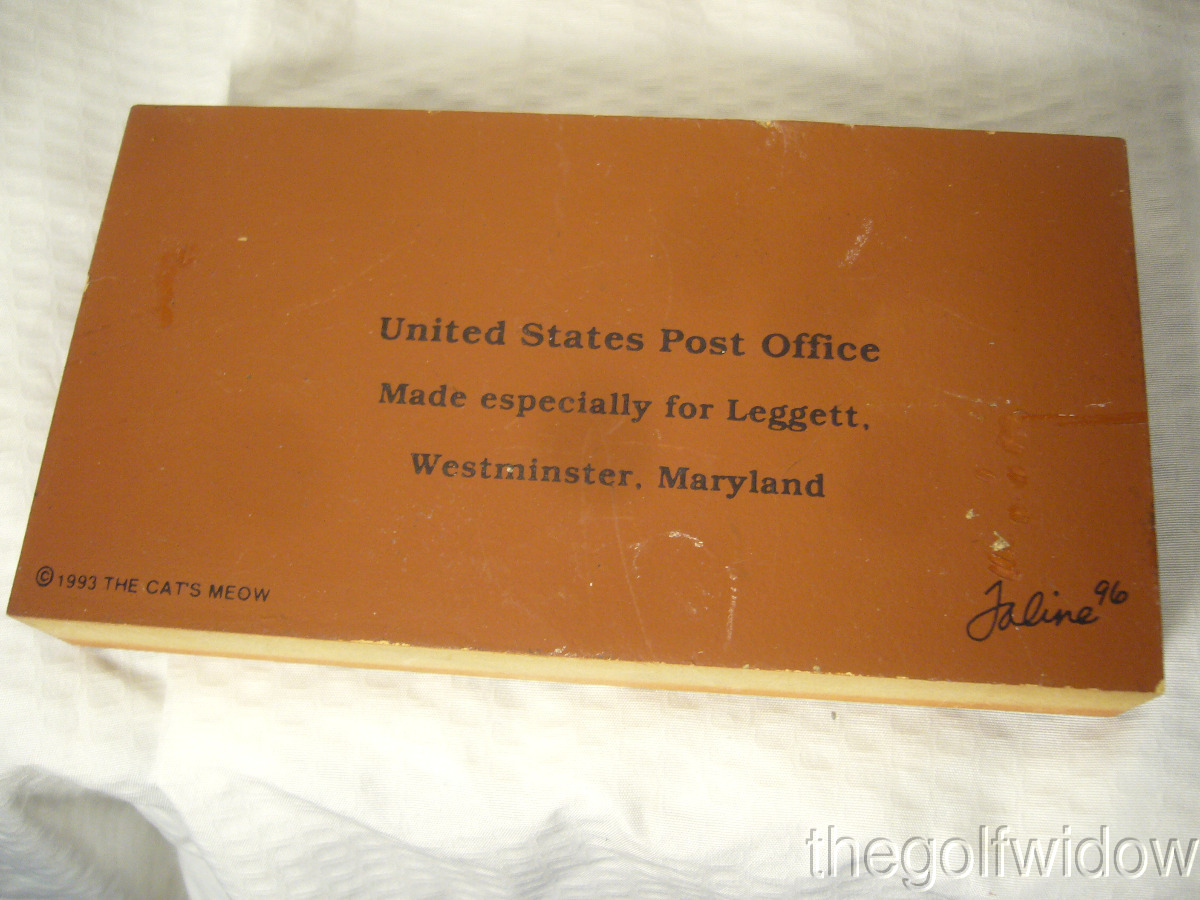 United States Post Office
Made especially for Leggett,
Westminster, Maryland
©1993 THE CAT'S MEOW
Faline 96
thegolfwidow